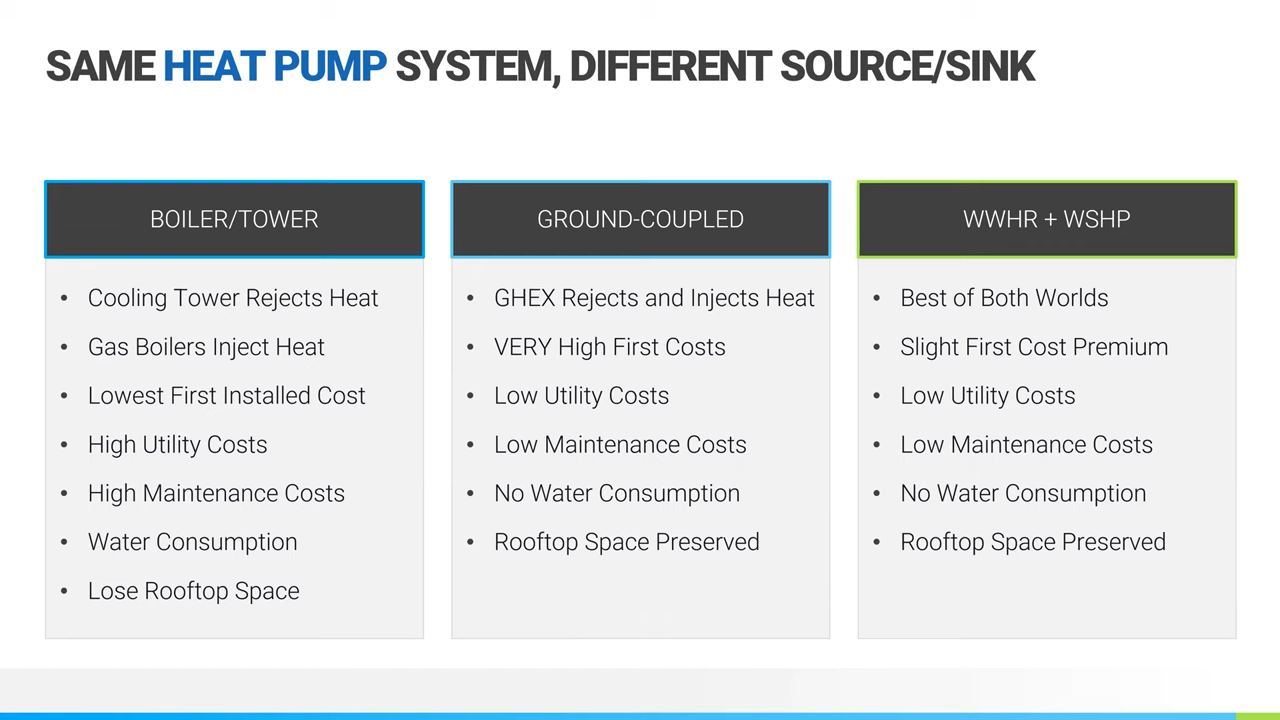 SAME HEAT PUMP SYSTEM, DIFFERENT SOURCE/SINK
BOILER/TOWER
• Cooling Tower Rejects Heat
• Gas Boilers Inject Heat
• Lowest First Installed Cost
• High Utility Costs
• High Maintenance Costs
• Water Consumption
• Lose Rooftop Space
GROUND-COUPLED
• GHEX Rejects and Injects Heat
• VERY High First Costs
• Low Utility Costs
• Low Maintenance Costs
• No Water Consumption
• Rooftop Space Preserved
WWHR + WSHP
• Best of Both Worlds
• Slight First Cost Premium
• Low Utility Costs
• Low Maintenance Costs
• No Water Consumption
• Rooftop Space Preserved